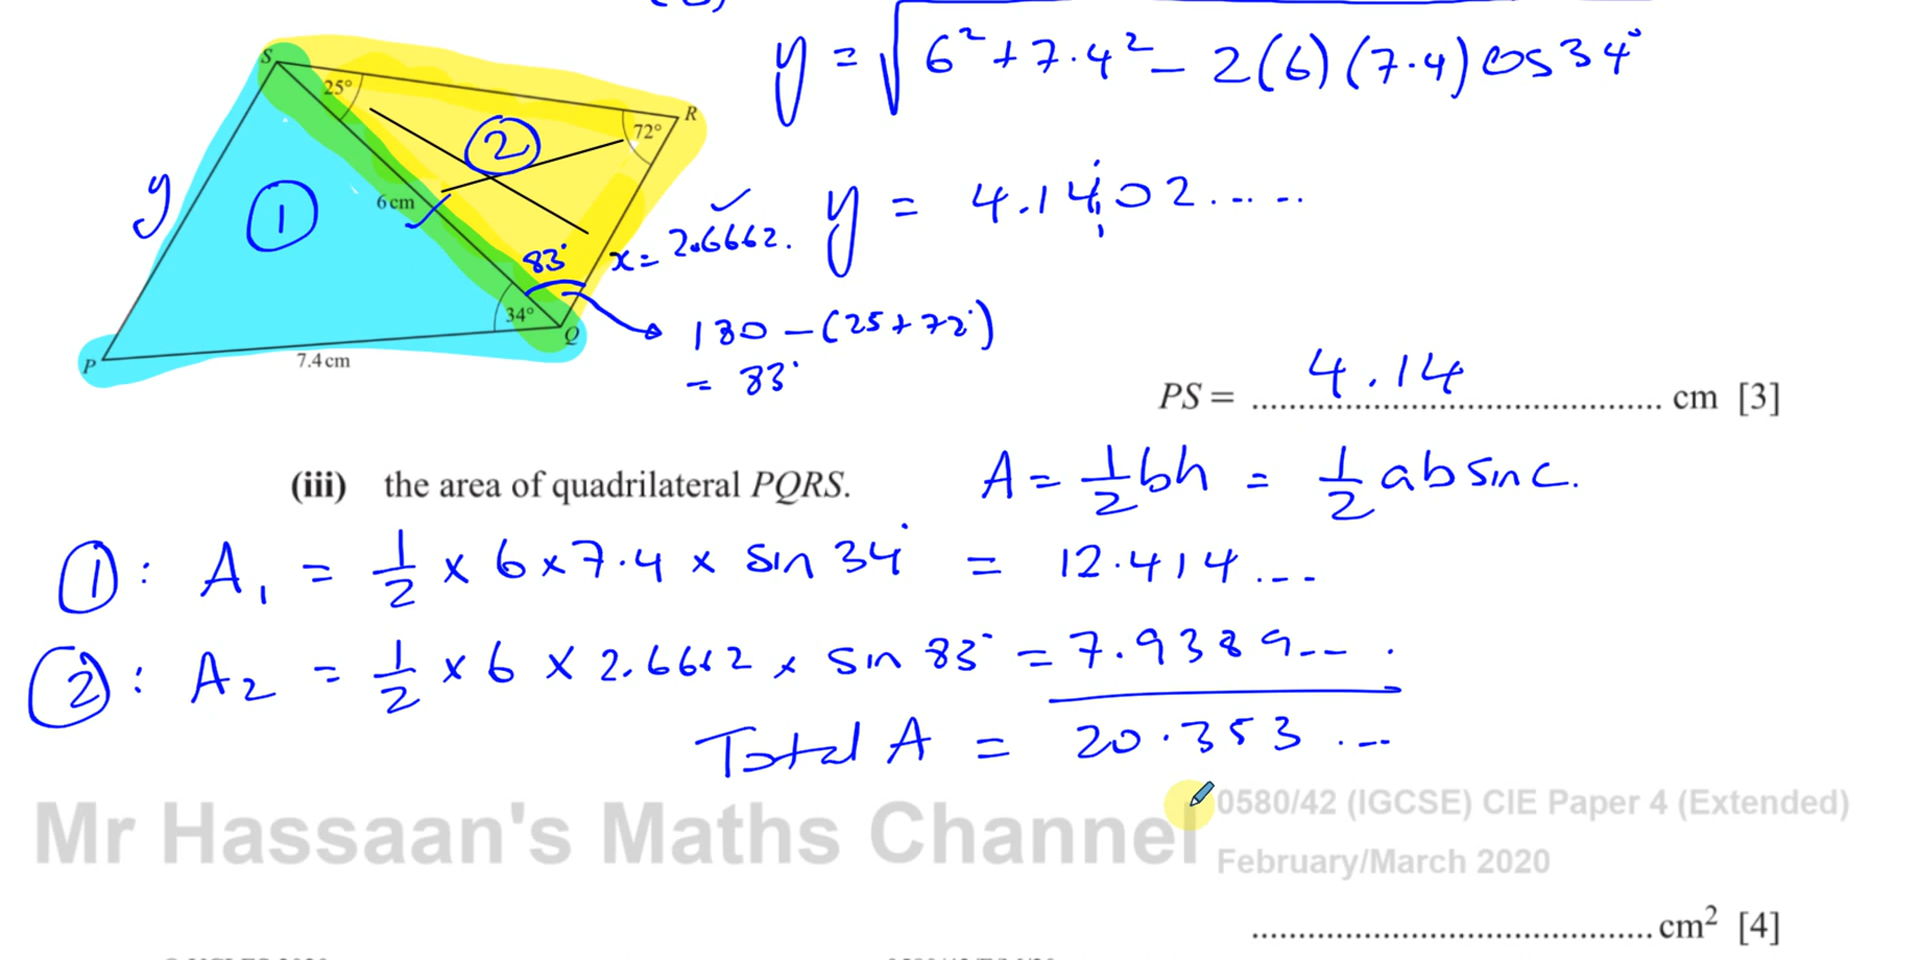 y = √6² + 7.4² − 2(6)(7.4) cos 34°
S
25°
R
72°
2
y
1
6 cm
x = 2.6662.
y = 4.1402.....
83°
34°
Q
180 − (25 + 72°)
= 83°
P
7.4 cm
4.14
PS = ............ cm [3]
(iii) the area of quadrilateral PQRS.
A = ½bh = ½ab sin C.
1: A₁ = ½ × 6 × 7.4 × sin 34° = 12.414...
2: A₂ = ½ × 6 × 2.6662 × sin 83° = 7.9389...
Total A = 20.353...
Mr Hassaan's Maths Channel
0580/42 (IGCSE) CIE Paper 4 (Extended)
February/March 2020
............ cm² [4]